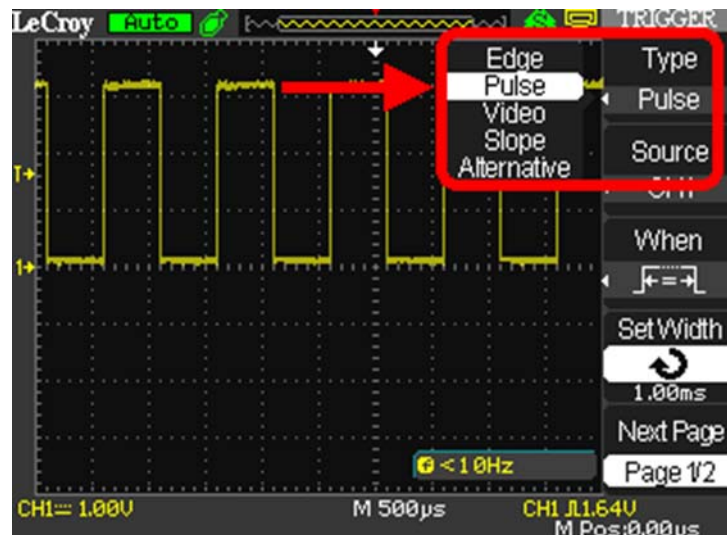 LeCroy Auto TRIGGER
Edge
Pulse
Video
Slope
Alternative
Type
Pulse
Source
When
Set Width
1.00ms
Next Page
Page 1/2
T
1
<10Hz
CH1 1.00V M 500µs CH1 1.64V
M Pos:0.00µs